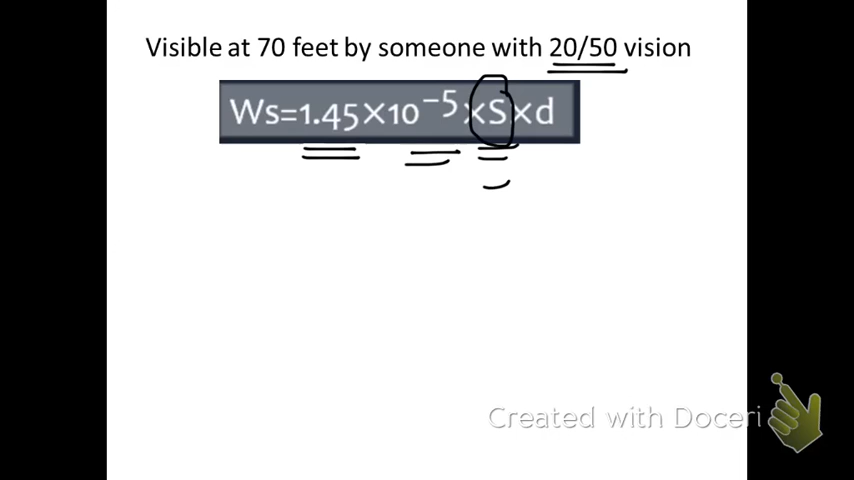 Visible at 70 feet by someone with 20/50 vision
Ws=1.45×10⁻⁵×S×d
Created with Doceri